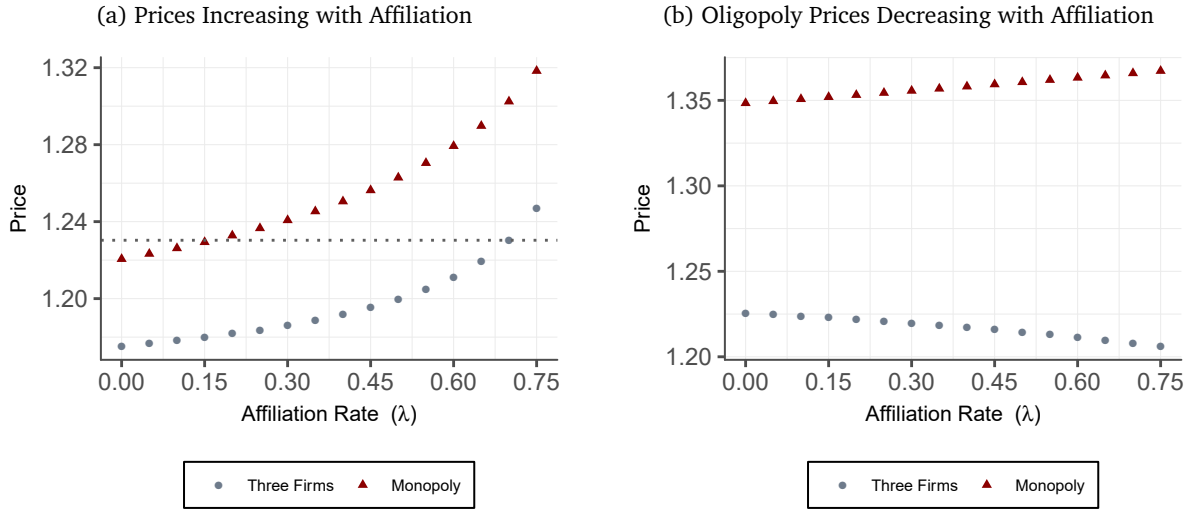 (a) Prices Increasing with Affiliation
1.32
1.28
1.24
1.20
Price
0.00 0.15 0.30 0.45 0.60 0.75
Affiliation Rate (λ)
Three Firms Monopoly
(b) Oligopoly Prices Decreasing with Affiliation
1.35
1.30
1.25
1.20
Price
0.00 0.15 0.30 0.45 0.60 0.75
Affiliation Rate (λ)
Three Firms Monopoly